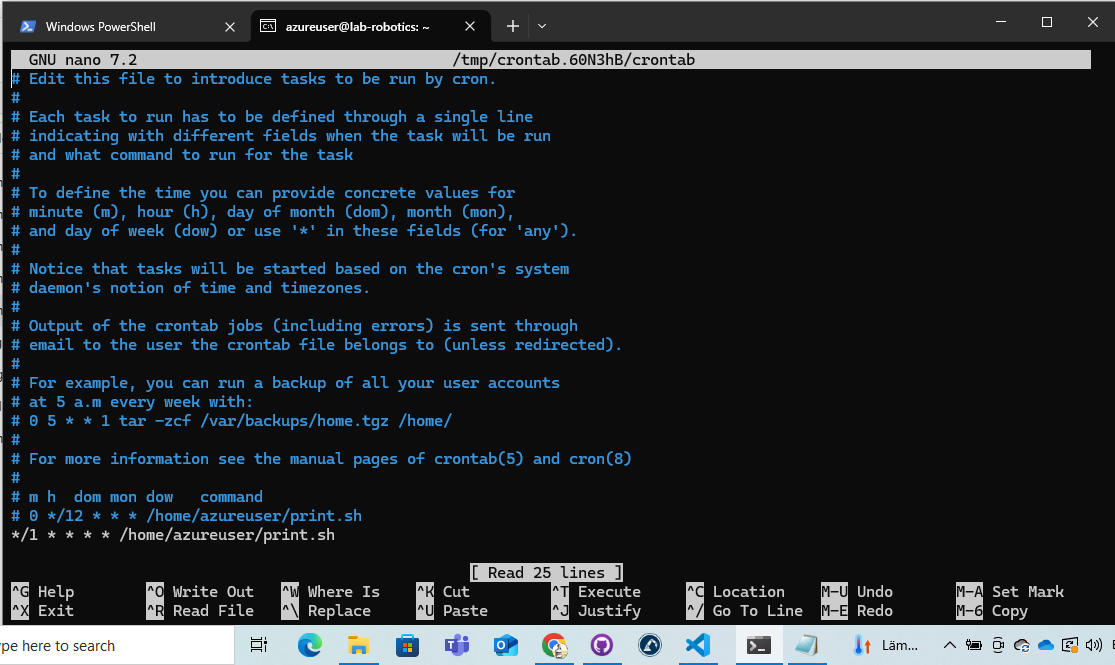 Windows PowerShell
azureuser@lab-robotics: ~
GNU nano 7.2 /tmp/crontab.60N3hB/crontab
# Edit this file to introduce tasks to be run by cron.
#
# Each task to run has to be defined through a single line
# indicating with different fields when the task will be run
# and what command to run for the task
#
# To define the time you can provide concrete values for
# minute (m), hour (h), day of month (dom), month (mon),
# and day of week (dow) or use '*' in these fields (for 'any').
#
# Notice that tasks will be started based on the cron's system
# daemon's notion of time and timezones.
#
# Output of the crontab jobs (including errors) is sent through
# email to the user the crontab file belongs to (unless redirected).
#
# For example, you can run a backup of all your user accounts
# at 5 a.m every week with:
# 0 5 * * 1 tar -zcf /var/backups/home.tgz /home/
#
# For more information see the manual pages of crontab(5) and cron(8)
#
# m h  dom mon dow   command
# 0 */12 * * * /home/azureuser/print.sh
*/1 * * * * /home/azureuser/print.sh
[ Read 25 lines ]
^G Help ^O Write Out ^W Where Is ^K Cut ^T Execute ^C Location M-U Undo M-A Set Mark
^X Exit ^R Read File ^\ Replace ^U Paste ^J Justify ^/ Go To Line M-E Redo M-6 Copy
ype here to search
Läm...